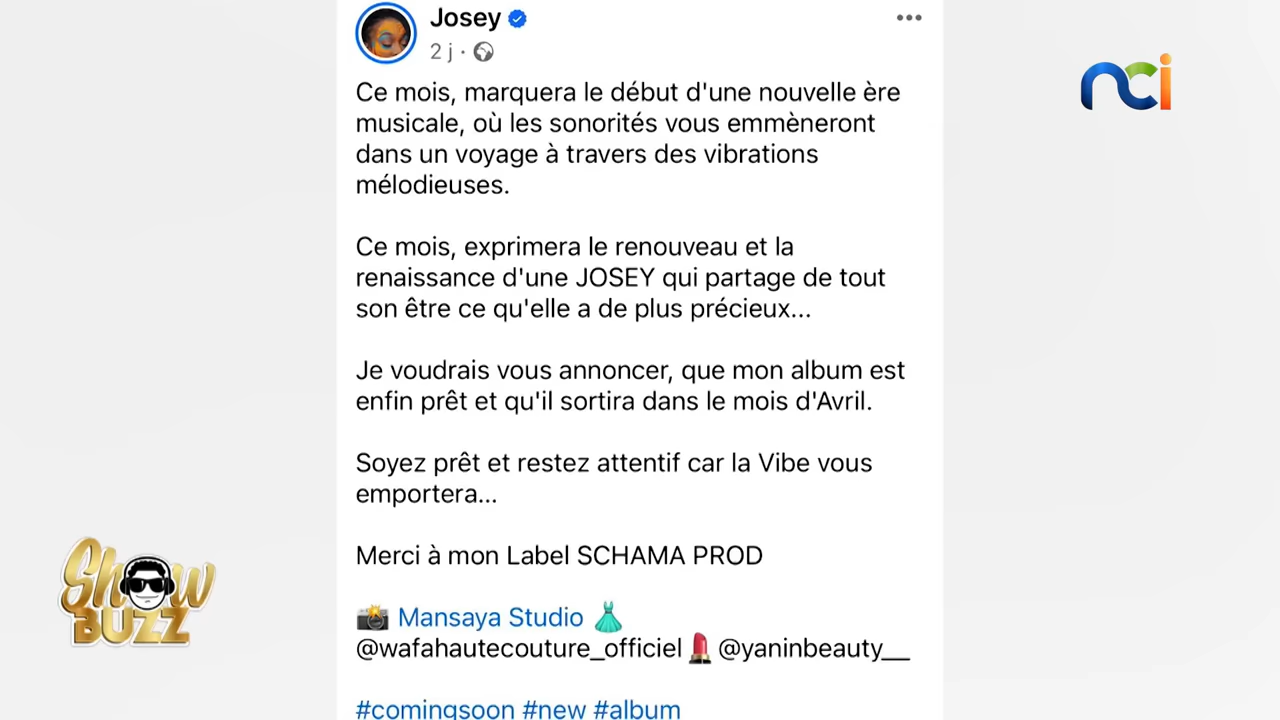 Josey
2 j ·
nci
Ce mois, marquera le début d'une nouvelle ère
musicale, où les sonorités vous emmèneront
dans un voyage à travers des vibrations
mélodieuses.
Ce mois, exprimera le renouveau et la
renaissance d'une JOSEY qui partage de tout
son être ce qu'elle a de plus précieux...
Je voudrais vous annoncer, que mon album est
enfin prêt et qu'il sortira dans le mois d'Avril.
Soyez prêt et restez attentif car la Vibe vous
emportera...
Merci à mon Label SCHAMA PROD
Mansaya Studio
@wafahautecouture_officiel @yaninbeauty__
#comingsoon #new #album
Show
BUZZ